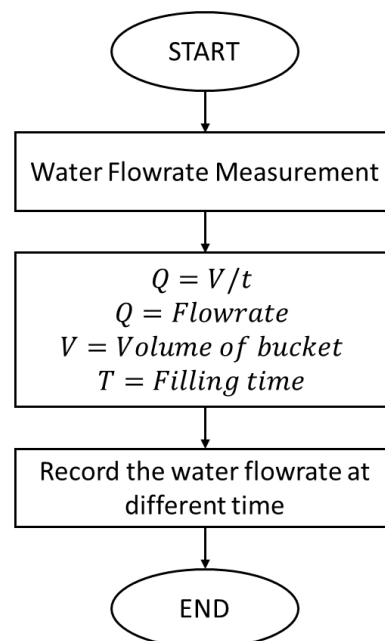 START
Water Flowrate Measurement
Q = V/t
Q = Flowrate
V = Volume of bucket
T = Filling time
Record the water flowrate at
different time
END